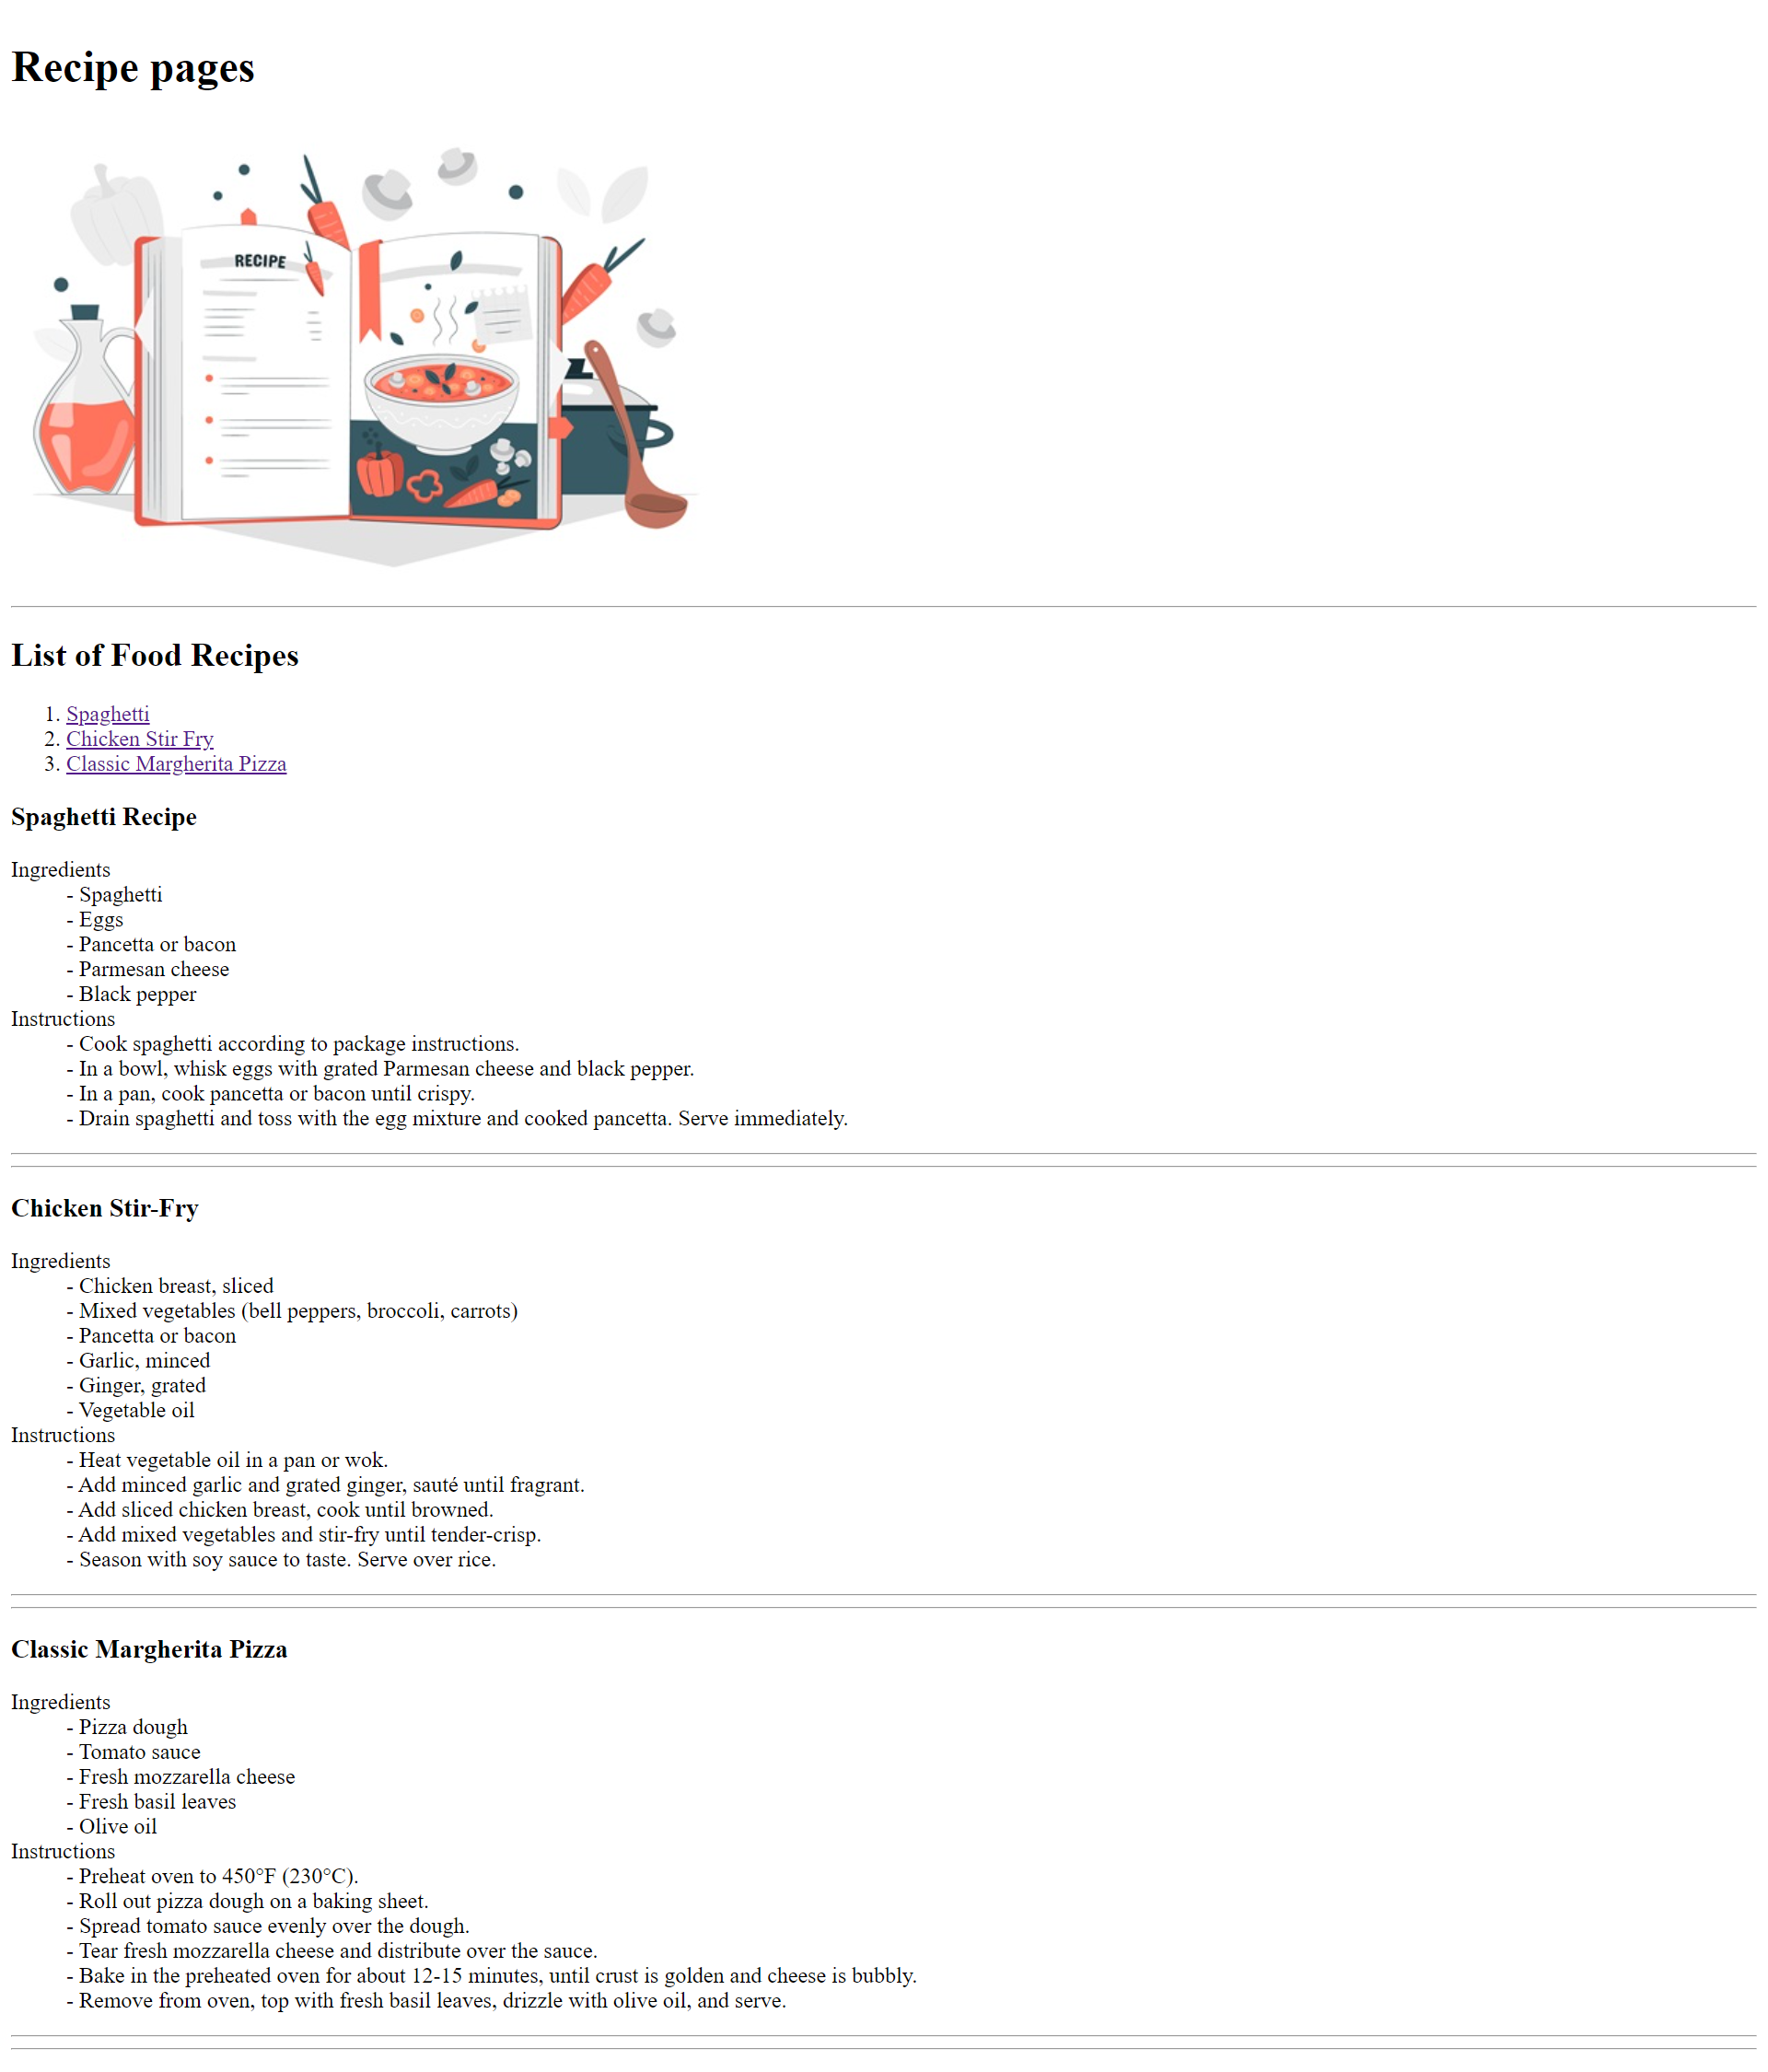 Recipe pages
RECIPE
List of Food Recipes
1. Spaghetti
2. Chicken Stir Fry
3. Classic Margherita Pizza
Spaghetti Recipe
Ingredients
- Spaghetti
- Eggs
- Pancetta or bacon
- Parmesan cheese
- Black pepper
Instructions
- Cook spaghetti according to package instructions.
- In a bowl, whisk eggs with grated Parmesan cheese and black pepper.
- In a pan, cook pancetta or bacon until crispy.
- Drain spaghetti and toss with the egg mixture and cooked pancetta. Serve immediately.
Chicken Stir-Fry
Ingredients
- Chicken breast, sliced
- Mixed vegetables (bell peppers, broccoli, carrots)
- Pancetta or bacon
- Garlic, minced
- Ginger, grated
- Vegetable oil
Instructions
- Heat vegetable oil in a pan or wok.
- Add minced garlic and grated ginger, sauté until fragrant.
- Add sliced chicken breast, cook until browned.
- Add mixed vegetables and stir-fry until tender-crisp.
- Season with soy sauce to taste. Serve over rice.
Classic Margherita Pizza
Ingredients
- Pizza dough
- Tomato sauce
- Fresh mozzarella cheese
- Fresh basil leaves
- Olive oil
Instructions
- Preheat oven to 450°F (230°C).
- Roll out pizza dough on a baking sheet.
- Spread tomato sauce evenly over the dough.
- Tear fresh mozzarella cheese and distribute over the sauce.
- Bake in the preheated oven for about 12-15 minutes, until crust is golden and cheese is bubbly.
- Remove from oven, top with fresh basil leaves, drizzle with olive oil, and serve.